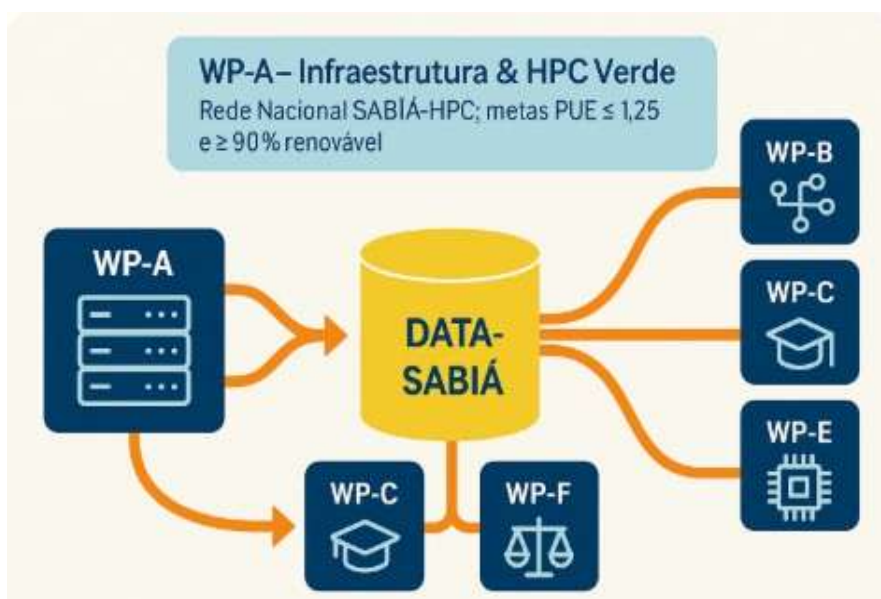 WP-A – Infraestrutura & HPC Verde
Rede Nacional SABIÁ-HPC; metas PUE ≤ 1,25
e ≥ 90% renovável
WP-B
WP-A
WP-C
DATA-
SABIÁ
WP-E
WP-C
WP-F